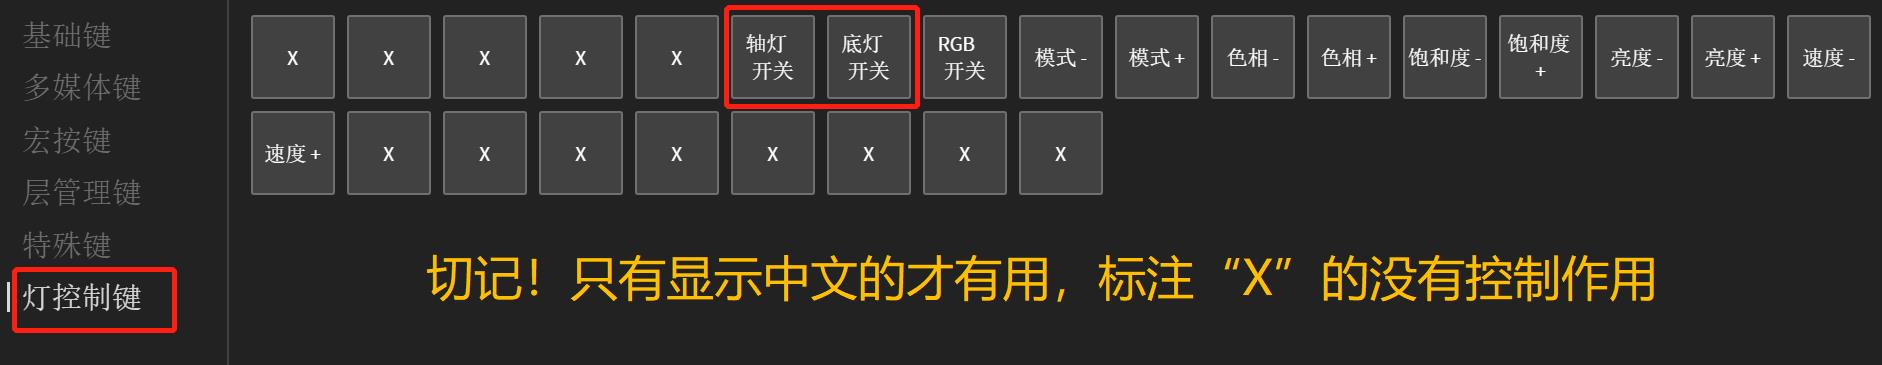 基础键
多媒体键
宏按键
层管理键
特殊键
灯控制键
X
X
X
X
X
轴灯
开关
底灯
开关
RGB
开关
模式 -
模式 +
色相 -
色相 +
饱和度 -
饱和度
+
亮度 -
亮度 +
速度 -
速度 +
X
X
X
X
X
X
X
X
切记！只有显示中文的才有用，标注“X”的没有控制作用